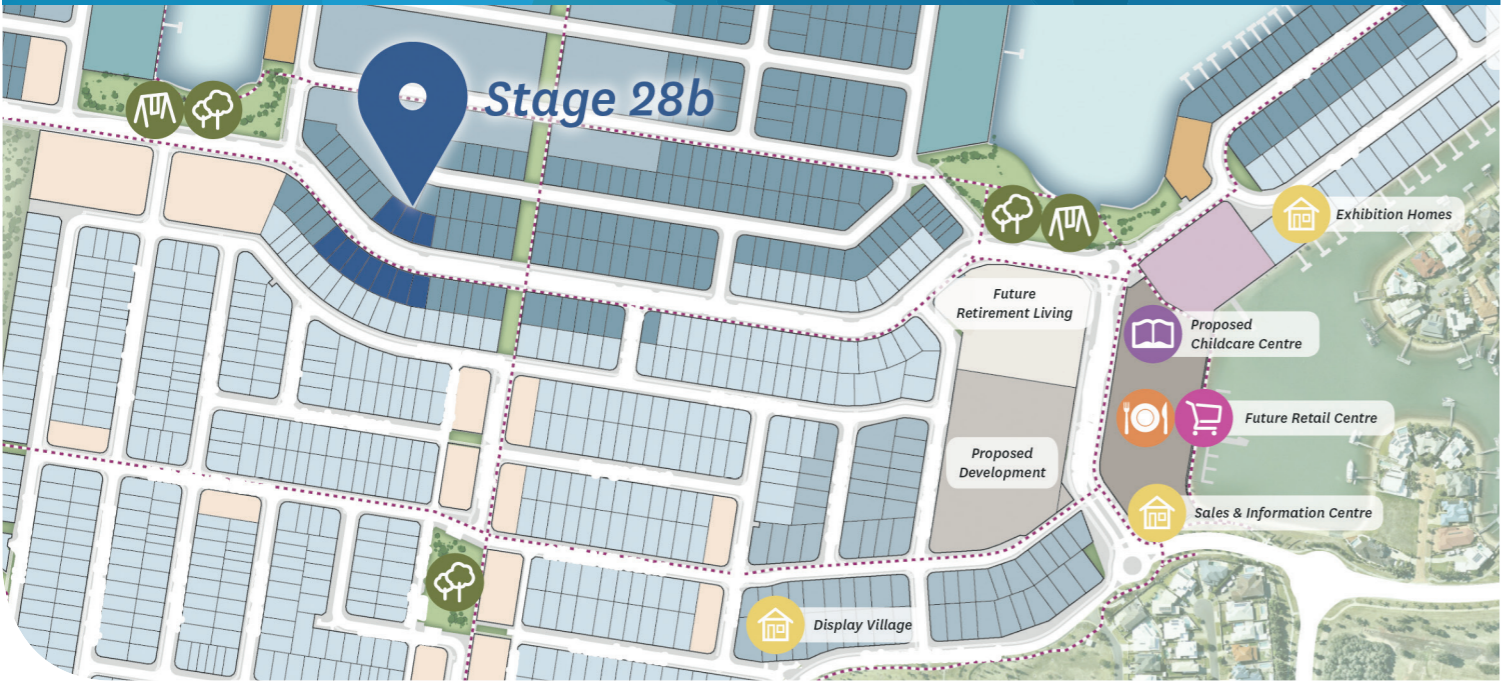 Stage 28b
Exhibition Homes
Future
Retirement Living
Proposed
Childcare Centre
Future Retail Centre
Proposed
Development
Sales & Information Centre
Display Village